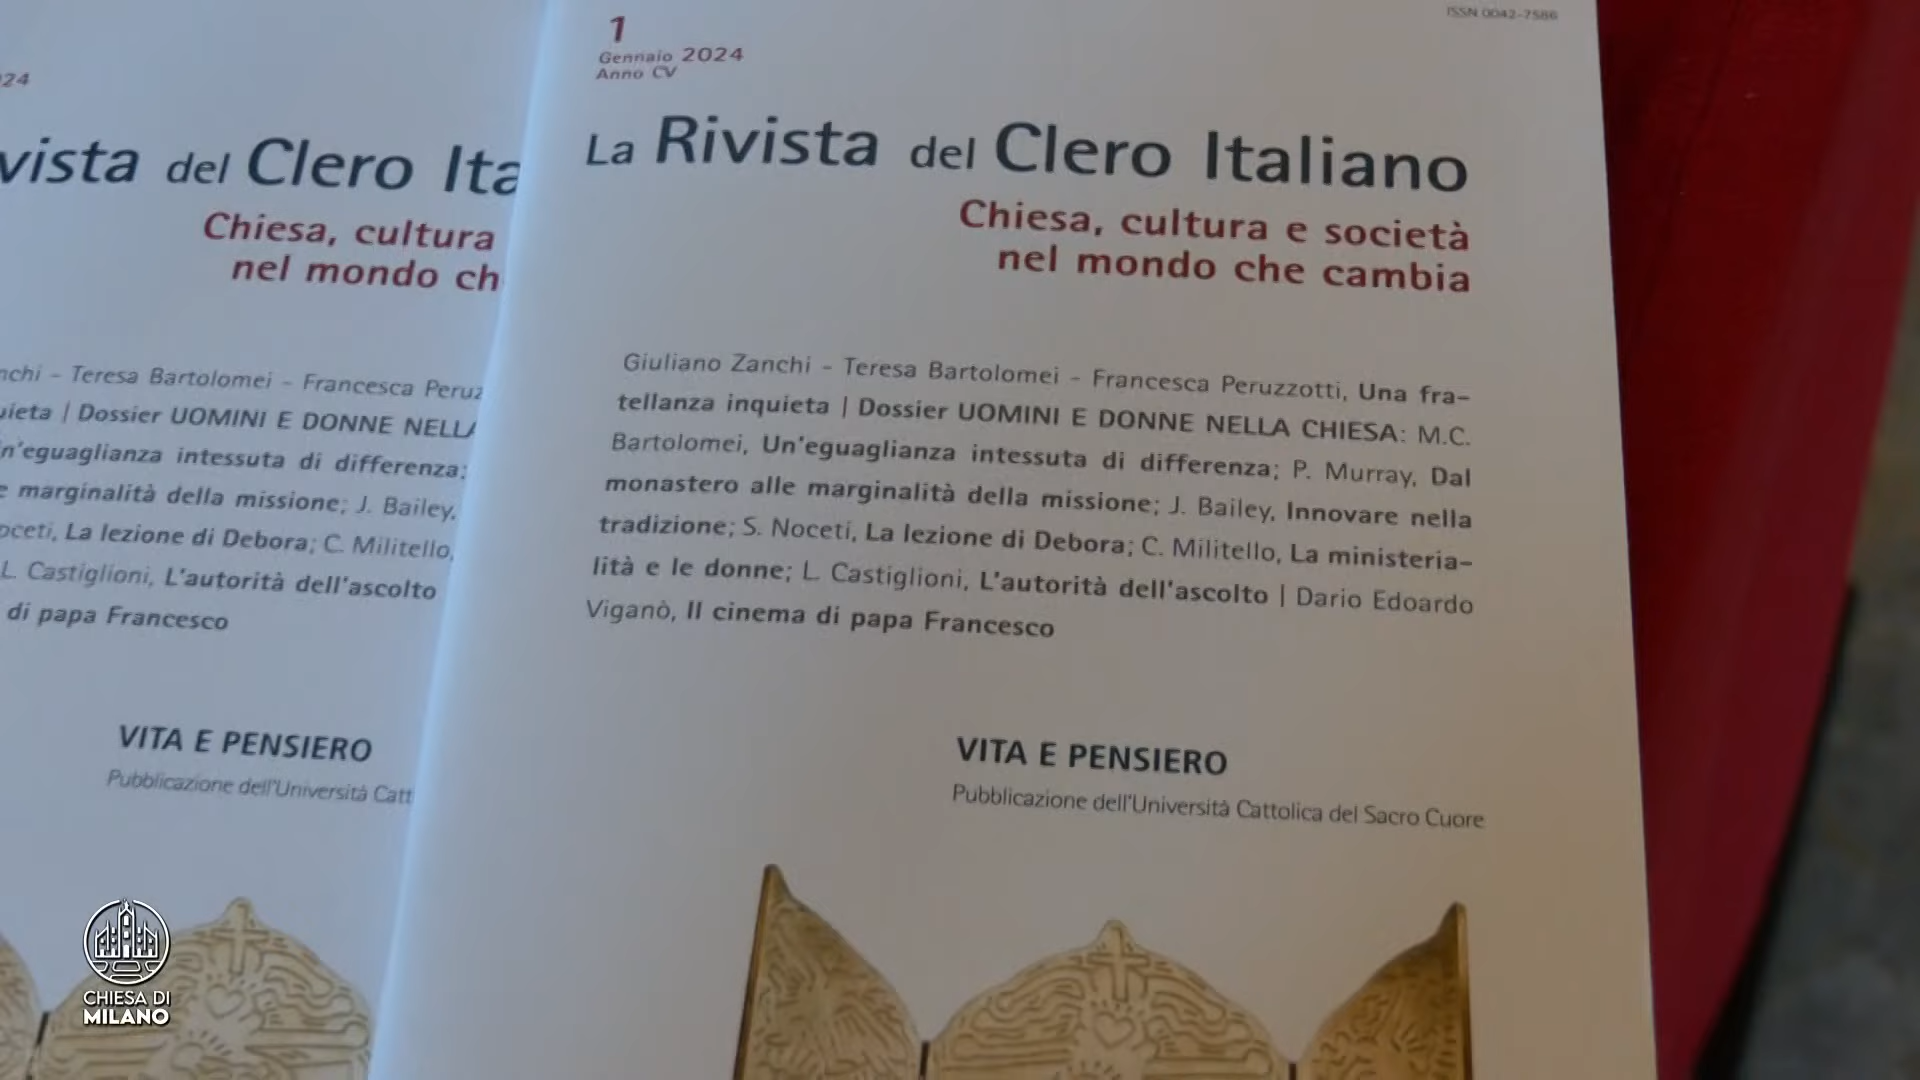 024
vista del Clero Ita
Chiesa, cultura
nel mondo ch
nchi – Teresa Bartolomei – Francesca Peruz
uieta | Dossier UOMINI E DONNE NELLA
n'eguaglianza intessuta di differenza;
e marginalità della missione; J. Bailey,
oceti, La lezione di Debora; C. Militello,
L. Castiglioni, L'autorità dell'ascolto
di papa Francesco
VITA E PENSIERO
Pubblicazione dell'Università Catt
ISSN 0042-7586
1
Gennaio 2024
Anno CV
La Rivista del Clero Italiano
Chiesa, cultura e società
nel mondo che cambia
Giuliano Zanchi – Teresa Bartolomei – Francesca Peruzzotti, Una fra-
tellanza inquieta | Dossier UOMINI E DONNE NELLA CHIESA: M.C.
Bartolomei, Un'eguaglianza intessuta di differenza; P. Murray, Dal
monastero alle marginalità della missione; J. Bailey, Innovare nella
tradizione; S. Noceti, La lezione di Debora; C. Militello, La ministeria-
lità e le donne; L. Castiglioni, L'autorità dell'ascolto | Dario Edoardo
Viganò, Il cinema di papa Francesco
VITA E PENSIERO
Pubblicazione dell'Università Cattolica del Sacro Cuore
CHIESA DI
MILANO